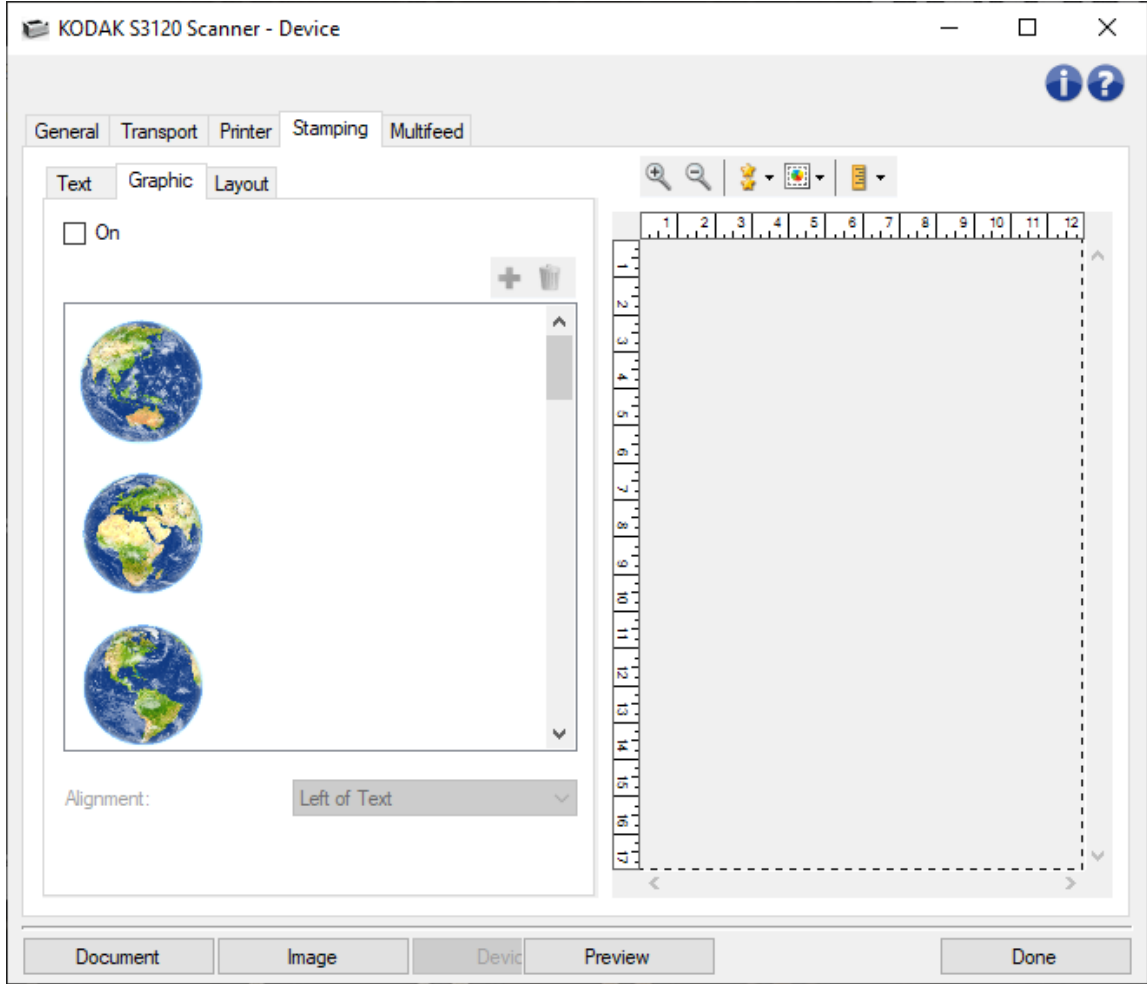 KODAK S3120 Scanner - Device
General Transport Printer Stamping Multifeed
Text Graphic Layout
On
1 2 3 4 5 6 7 8 9 10 11 12
1
2
3
4
5
6
7
8
9
10
11
12
13
14
15
16
17
Alignment: Left of Text
Document Image Devic Preview Done